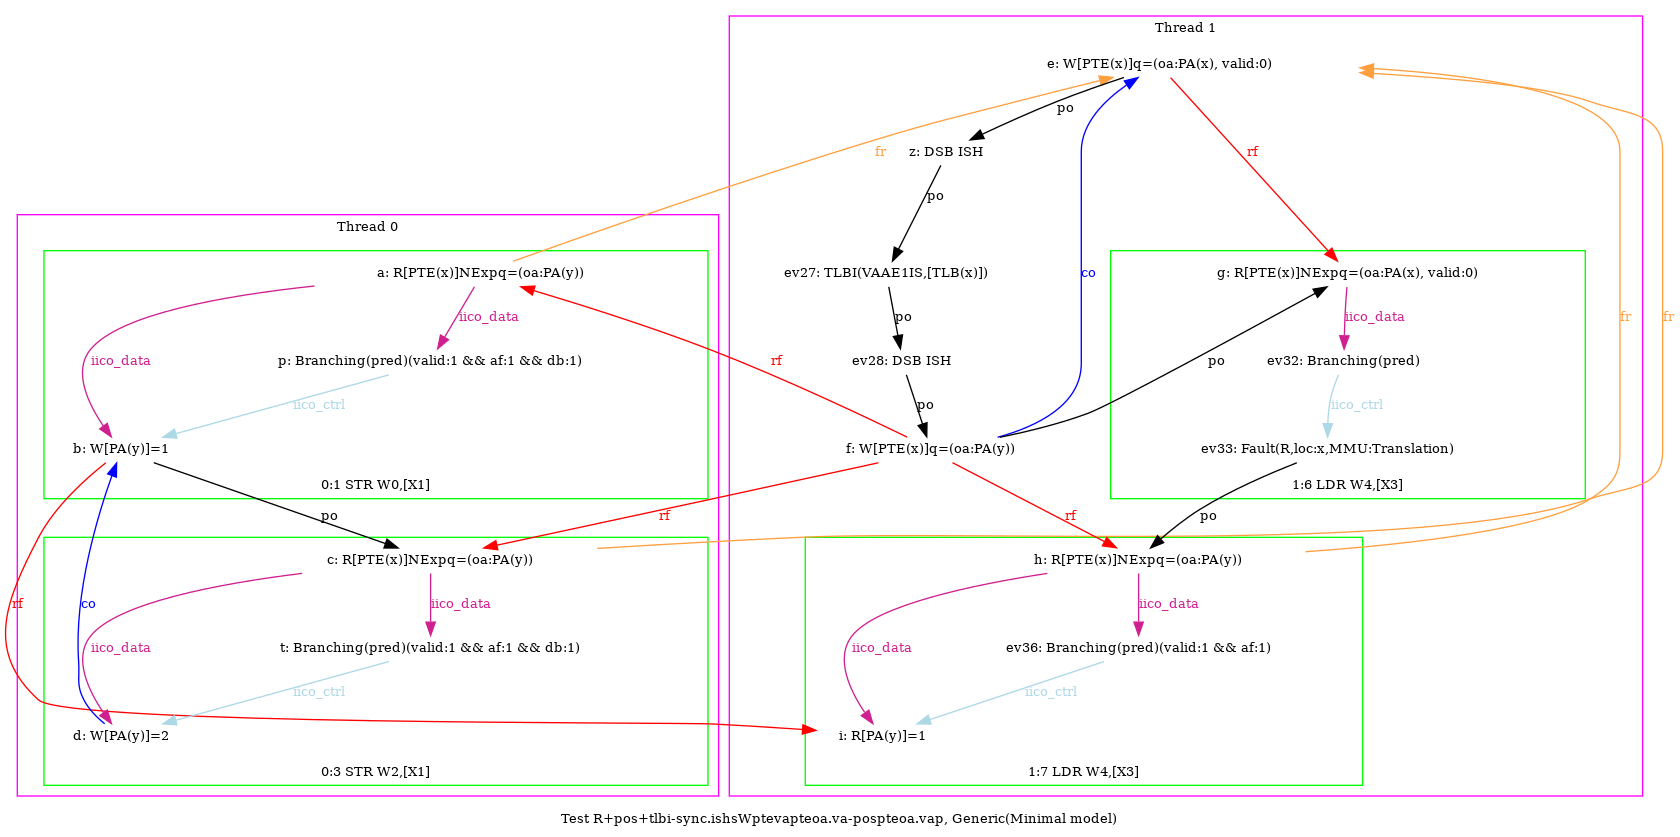 Thread 1
e: W[PTE(x)]q=(oa:PA(x), valid:0)
po
z: DSB ISH
fr
rf
po
Thread 0
a: R[PTE(x)]NExpq=(oa:PA(y))
ev27: TLBI(VAAE1IS,[TLB(x)])
co
g: R[PTE(x)]NExpq=(oa:PA(x), valid:0)
iico_data
po
iico_data
fr
fr
iico_data
p: Branching(pred)(valid:1 && af:1 && db:1)
rf
ev28: DSB ISH
po
ev32: Branching(pred)
iico_ctrl
po
iico_ctrl
b: W[PA(y)]=1
f: W[PTE(x)]q=(oa:PA(y))
ev33: Fault(R,loc:x,MMU:Translation)
0:1 STR W0,[X1]
1:6 LDR W4,[X3]
po
rf
rf
po
c: R[PTE(x)]NExpq=(oa:PA(y))
h: R[PTE(x)]NExpq=(oa:PA(y))
rf
co
iico_data
iico_data
iico_data
t: Branching(pred)(valid:1 && af:1 && db:1)
iico_data
ev36: Branching(pred)(valid:1 && af:1)
iico_ctrl
iico_ctrl
d: W[PA(y)]=2
i: R[PA(y)]=1
0:3 STR W2,[X1]
1:7 LDR W4,[X3]
Test R+pos+tlbi-sync.ishsWptevapteoa.va-pospteoa.vap, Generic(Minimal model)